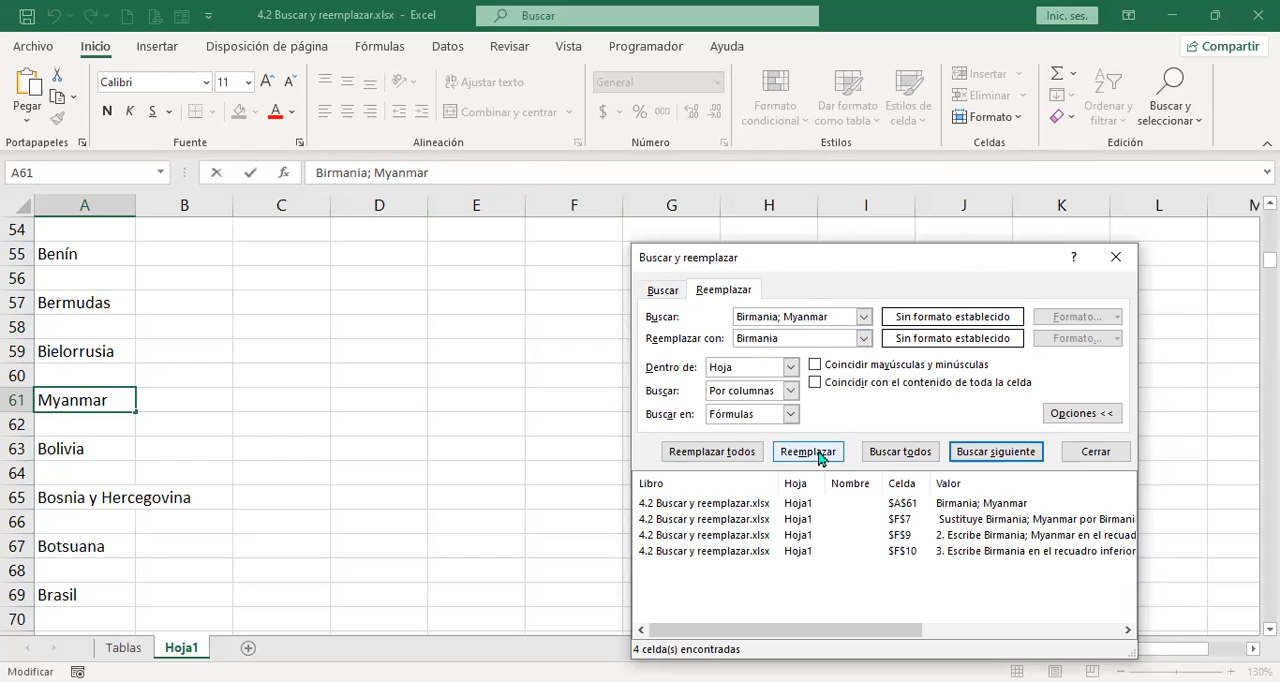 4.2 Buscar y reemplazar.xlsx - Excel
Buscar
Inic. ses.
Archivo Inicio Insertar Disposición de página Fórmulas Datos Revisar Vista Programador Ayuda
Compartir
Pegar
Calibri 11
N K S A
Ajustar texto
Combinar y centrar
General
$ % 000
Formato condicional
Dar formato como tabla
Estilos de celda
Insertar
Eliminar
Formato
Ordenar y filtrar
Buscar y seleccionar
Portapapeles Fuente Alineación Número Estilos Celdas Edición
A61 fx Birmania; Myanmar
A B C D E F G H I J K L M
54
55 Benín
56
57 Bermudas
58
59 Bielorrusia
60
61 Myanmar
62
63 Bolivia
64
65 Bosnia y Hercegovina
66
67 Botsuana
68
69 Brasil
70
Buscar y reemplazar ?
Buscar Reemplazar
Buscar: Birmania; Myanmar Sin formato establecido Formato...
Reemplazar con: Birmania Sin formato establecido Formato...
Dentro de: Hoja Coincidir mayúsculas y minúsculas
Buscar: Por columnas Coincidir con el contenido de toda la celda
Buscar en: Fórmulas Opciones <<
Reemplazar todos Reemplazar Buscar todos Buscar siguiente Cerrar
Libro Hoja Nombre Celda Valor
4.2 Buscar y reemplazar.xlsx Hoja1 $A$61 Birmania; Myanmar
4.2 Buscar y reemplazar.xlsx Hoja1 $F$7 Sustituye Birmania; Myanmar por Birmani
4.2 Buscar y reemplazar.xlsx Hoja1 $F$9 2. Escribe Birmania; Myanmar en el recuad
4.2 Buscar y reemplazar.xlsx Hoja1 $F$10 3. Escribe Birmania en el recuadro inferior
4 celda(s) encontradas
Tablas Hoja1
Modificar
130%